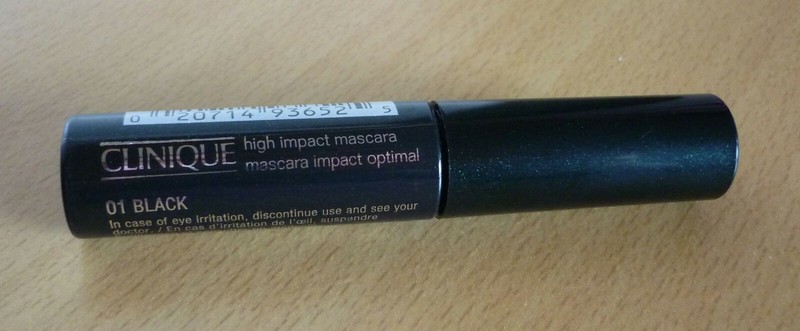 0 20714 93652 5
CLINIQUE high impact mascara
mascara impact optimal
01 BLACK
In case of eye irritation, discontinue use and see your
doctor. / En cas d'irritation de l'œil, suspendre